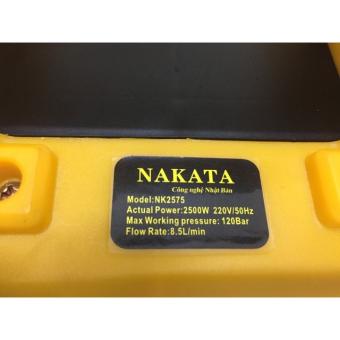 NAKATA
Công nghệ Nhật Bản
Model:NK2575
Actual Power:2500W 220V/50Hz
Max Working pressure: 120Bar
Flow Rate:8.5L/min